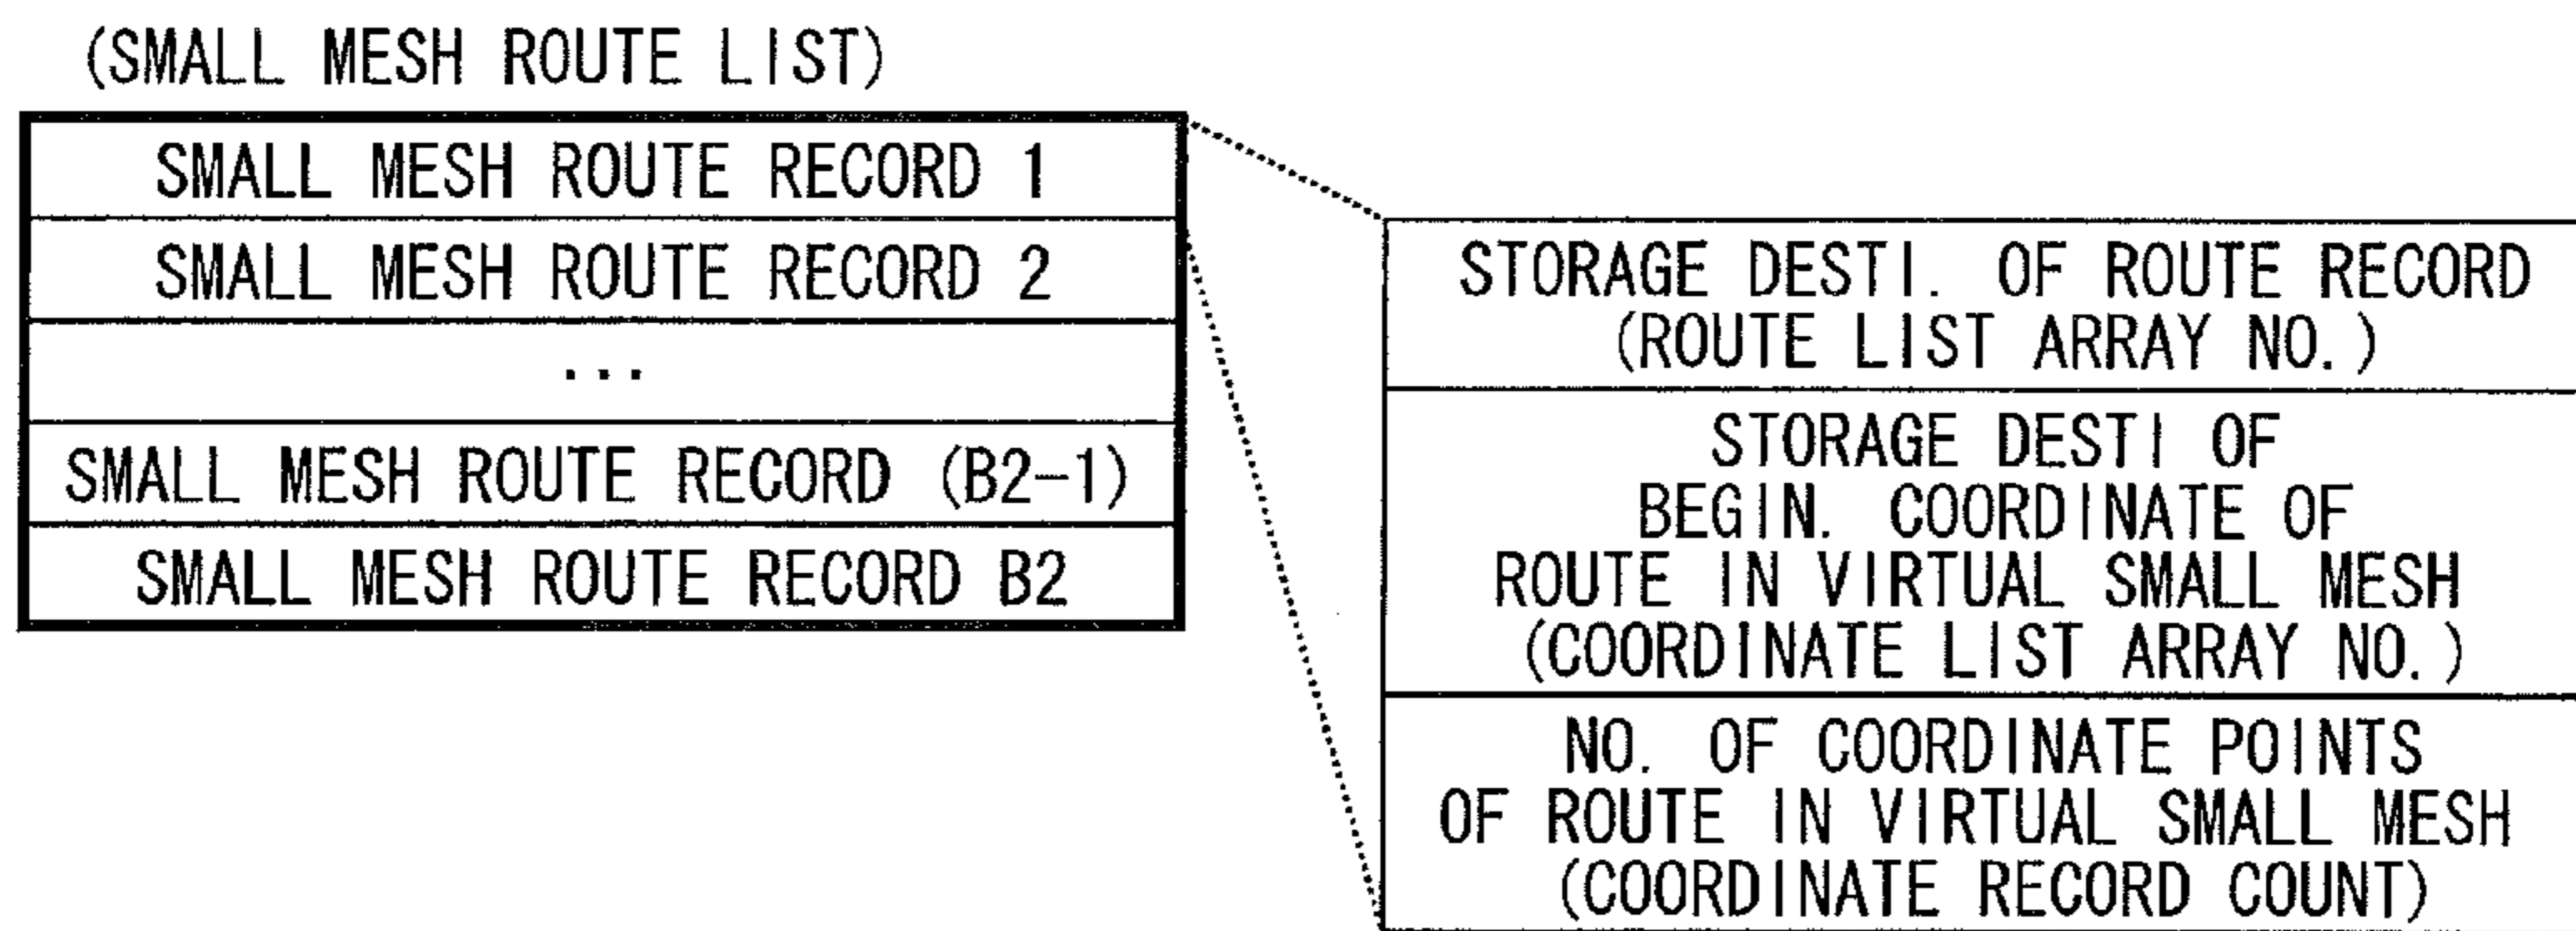 (SMALL MESH ROUTE LIST)
SMALL MESH ROUTE RECORD 1
SMALL MESH ROUTE RECORD 2
...
SMALL MESH ROUTE RECORD (B2-1)
SMALL MESH ROUTE RECORD B2
STORAGE DESTI. OF ROUTE RECORD
(ROUTE LIST ARRAY NO.)
STORAGE DESTI OF
BEGIN. COORDINATE OF
ROUTE IN VIRTUAL SMALL MESH
(COORDINATE LIST ARRAY NO.)
NO. OF COORDINATE POINTS
OF ROUTE IN VIRTUAL SMALL MESH
(COORDINATE RECORD COUNT)